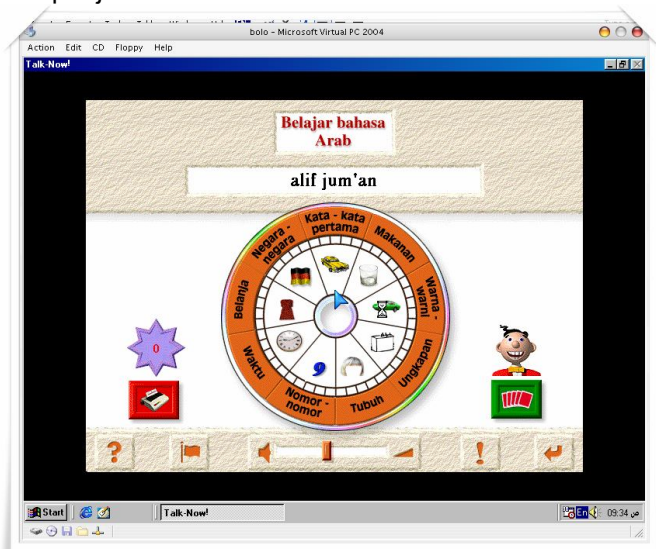 bolo - Microsoft Virtual PC 2004
Action Edit CD Floppy Help
Talk-Now!
Belajar bahasa
Arab
alif jum'an
Kata - kata
pertama
Makanan
Warna -
warni
Ungkapan
Tubuh
Nomor -
nomor
Waktu
Belanja
Negara -
negara
9
0
?
!
Start
Talk-Now!
En
09:34 ص